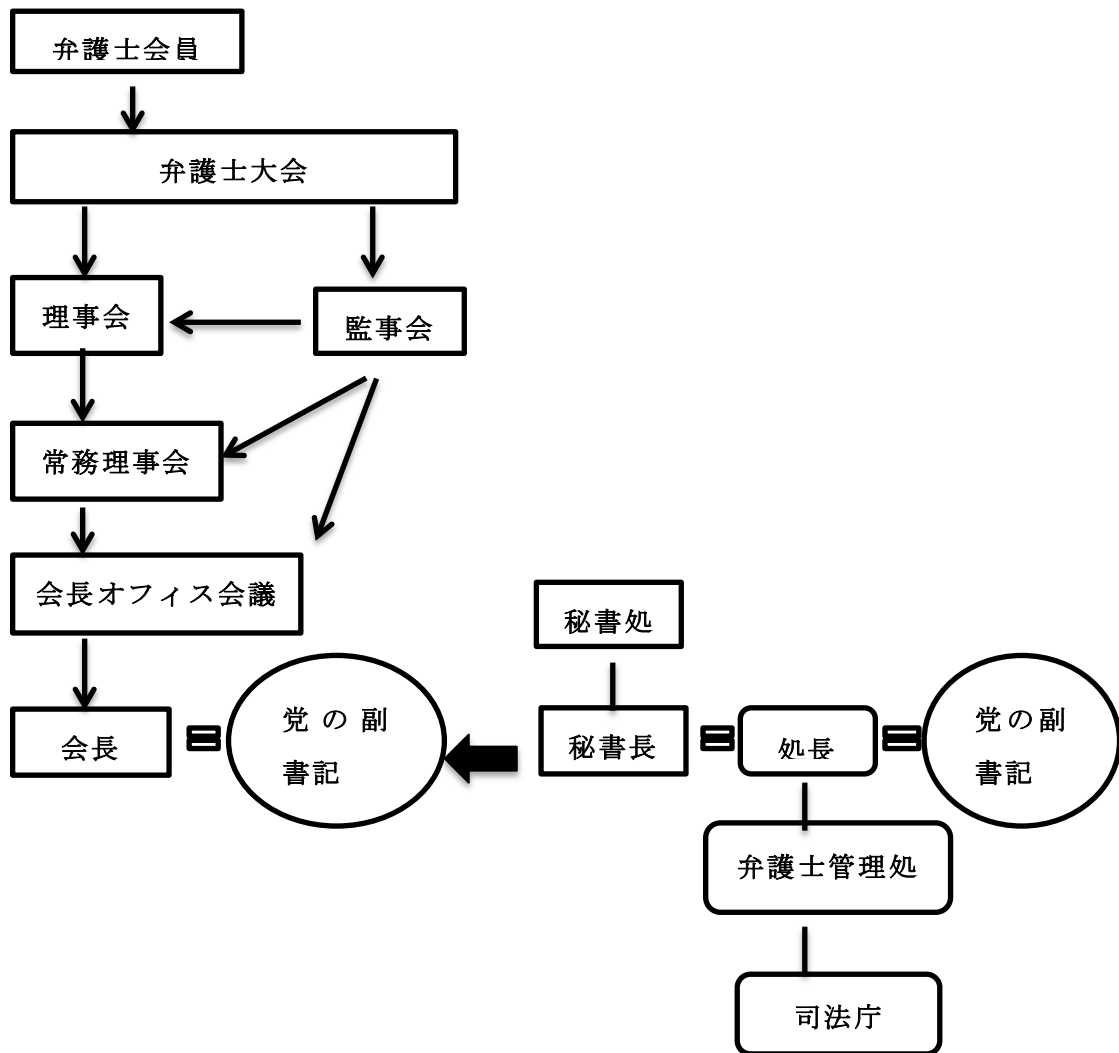 弁護士会員
弁護士大会
理事会
監事会
常務理事会
会長オフィス会議
秘書処
会長
党の副
書記
秘書長
処長
党の副
書記
弁護士管理処
司法庁